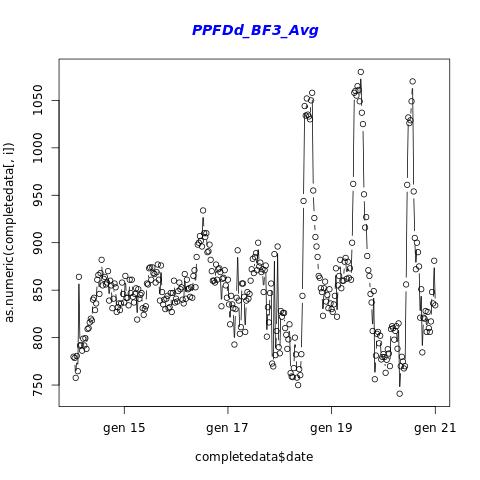 PPFDd_BF3_Avg
as.numeric(completedata[, i])
1050
1000
950
900
850
800
750
gen 15
gen 17
gen 19
gen 21
completedata$date